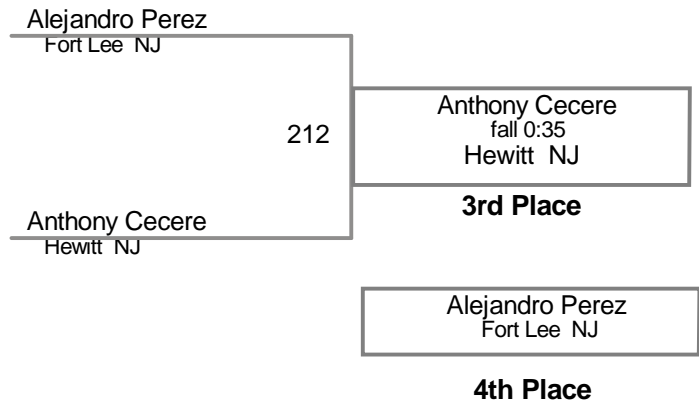 Alejandro Perez
Fort Lee NJ
212
Anthony Cecere
fall 0:35
Hewitt NJ
3rd Place
Anthony Cecere
Hewitt NJ
Alejandro Perez
Fort Lee NJ
4th Place